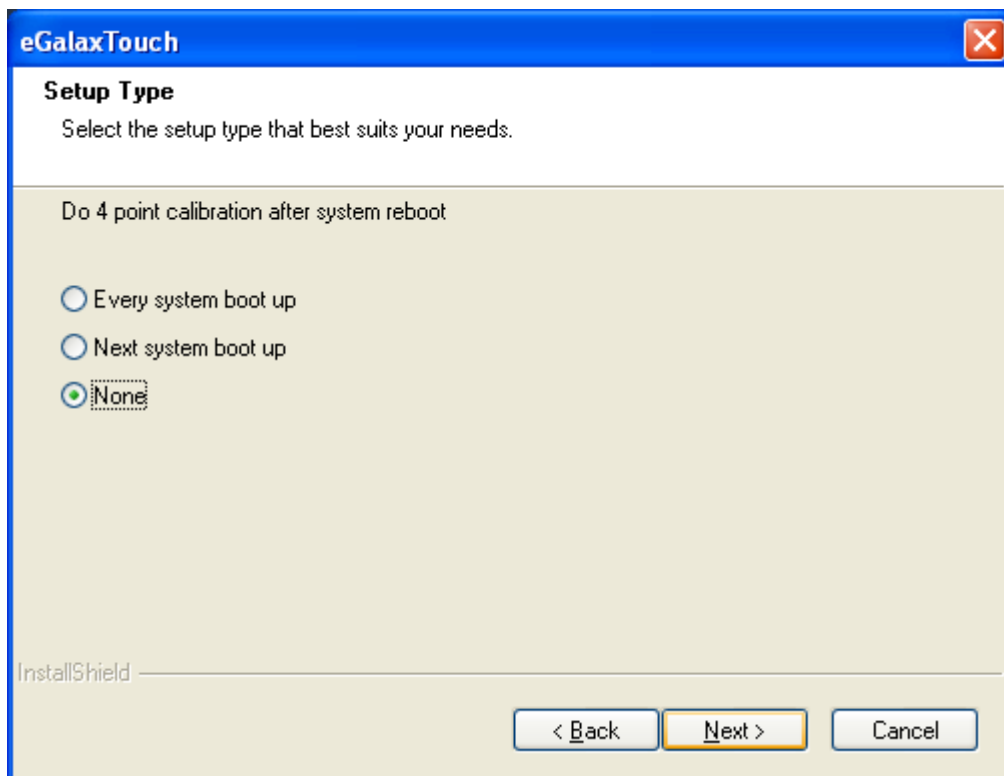 eGalaxTouch
Setup Type
Select the setup type that best suits your needs.
Do 4 point calibration after system reboot
Every system boot up
Next system boot up
None
InstallShield
< Back
Next >
Cancel